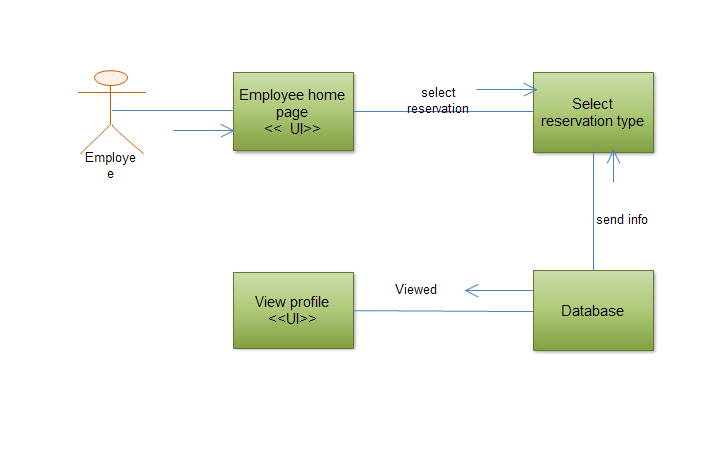 Employee home
page
<<  UI>>
select
reservation
Select
reservation type
Employe
e
send info
View profile
<<UI>>
Viewed
Database